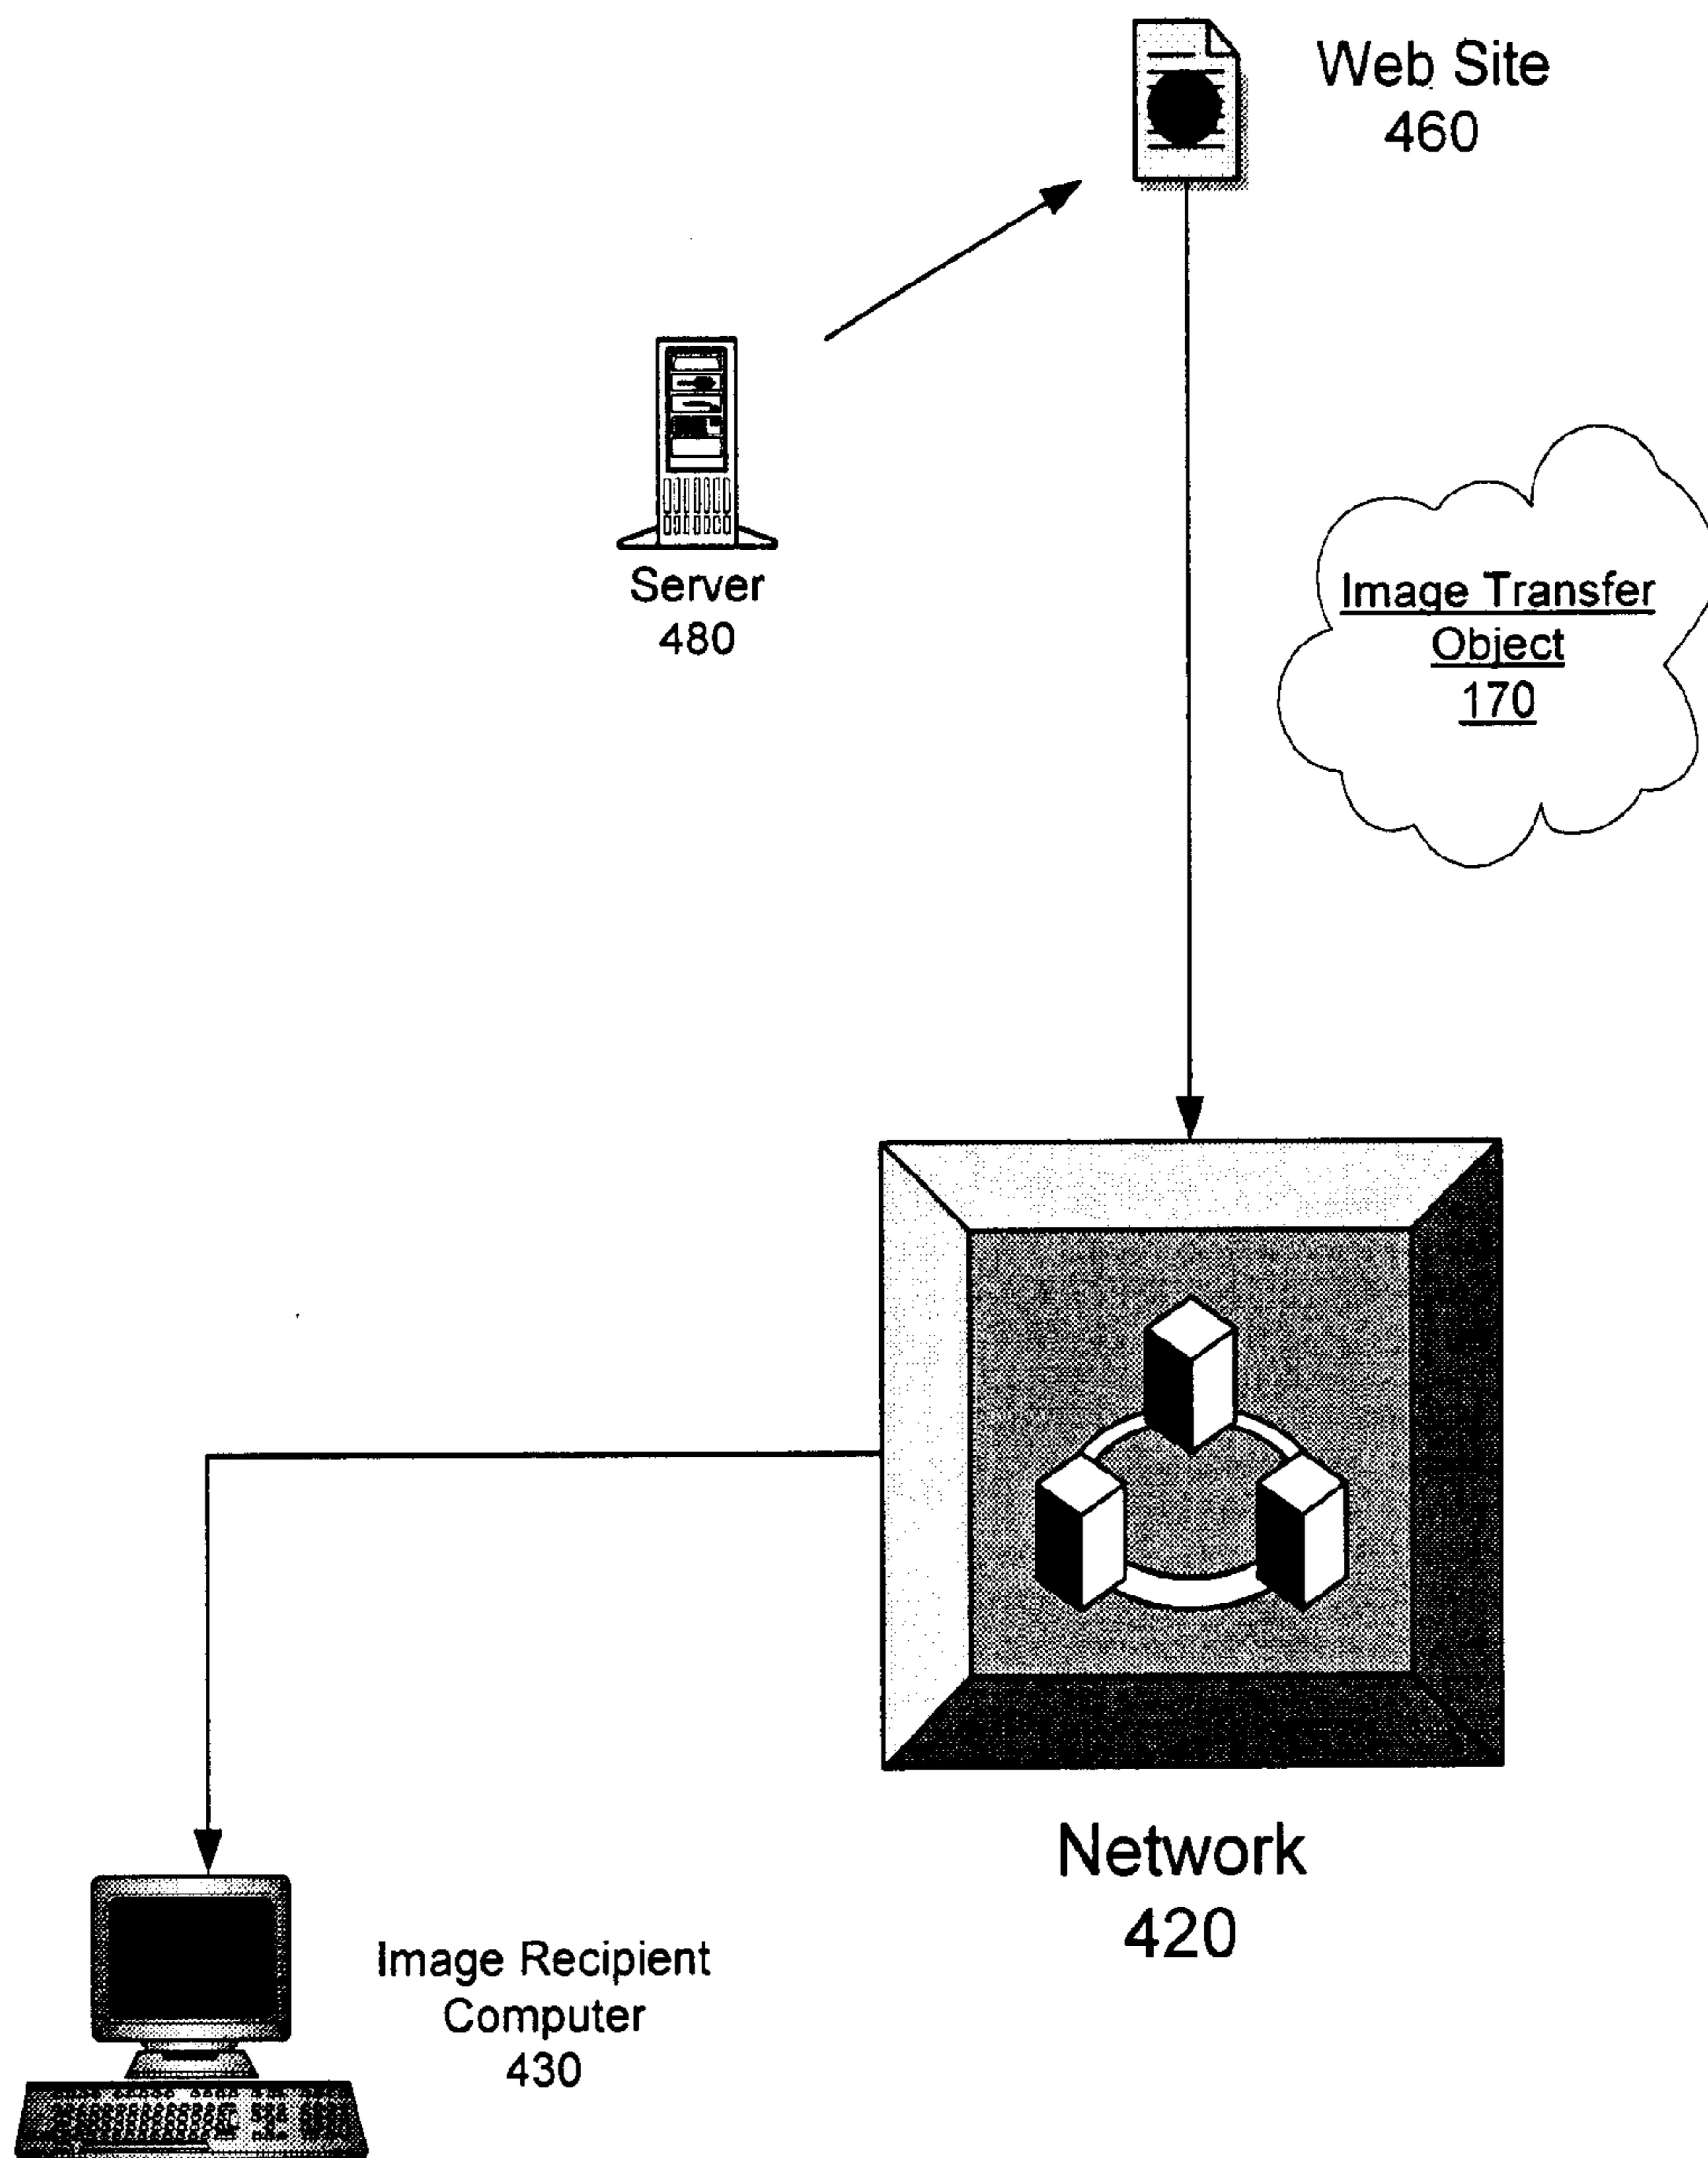 Web Site
460
Server
480
Image Transfer
Object
170
Network
420
Image Recipient
Computer
430